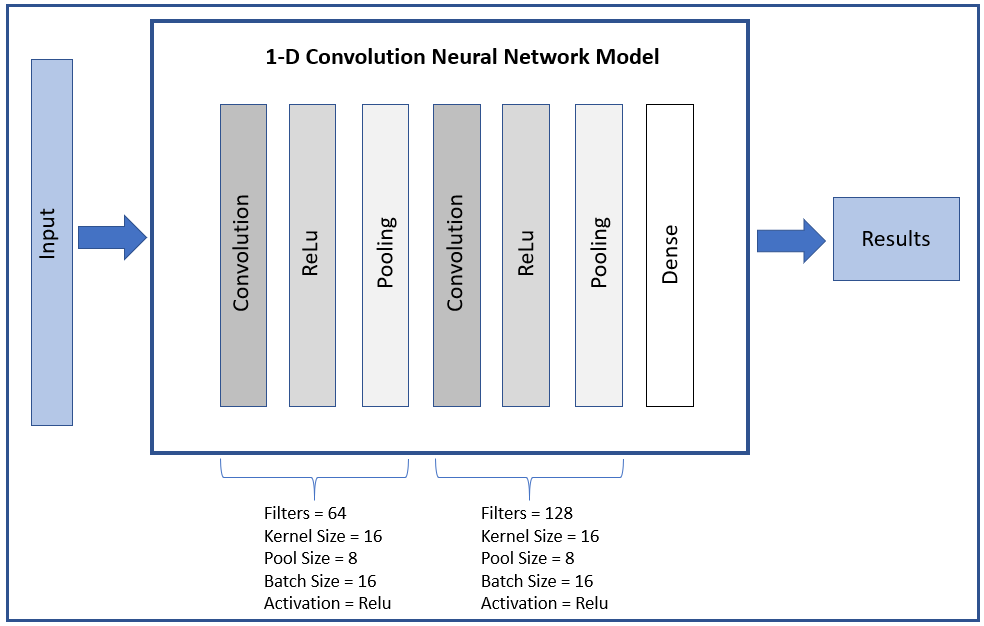 1-D Convolution Neural Network Model
Input
Convolution
ReLu
Pooling
Convolution
ReLu
Pooling
Dense
Results
Filters = 64
Kernel Size = 16
Pool Size = 8
Batch Size = 16
Activation = Relu
Filters = 128
Kernel Size = 16
Pool Size = 8
Batch Size = 16
Activation = Relu